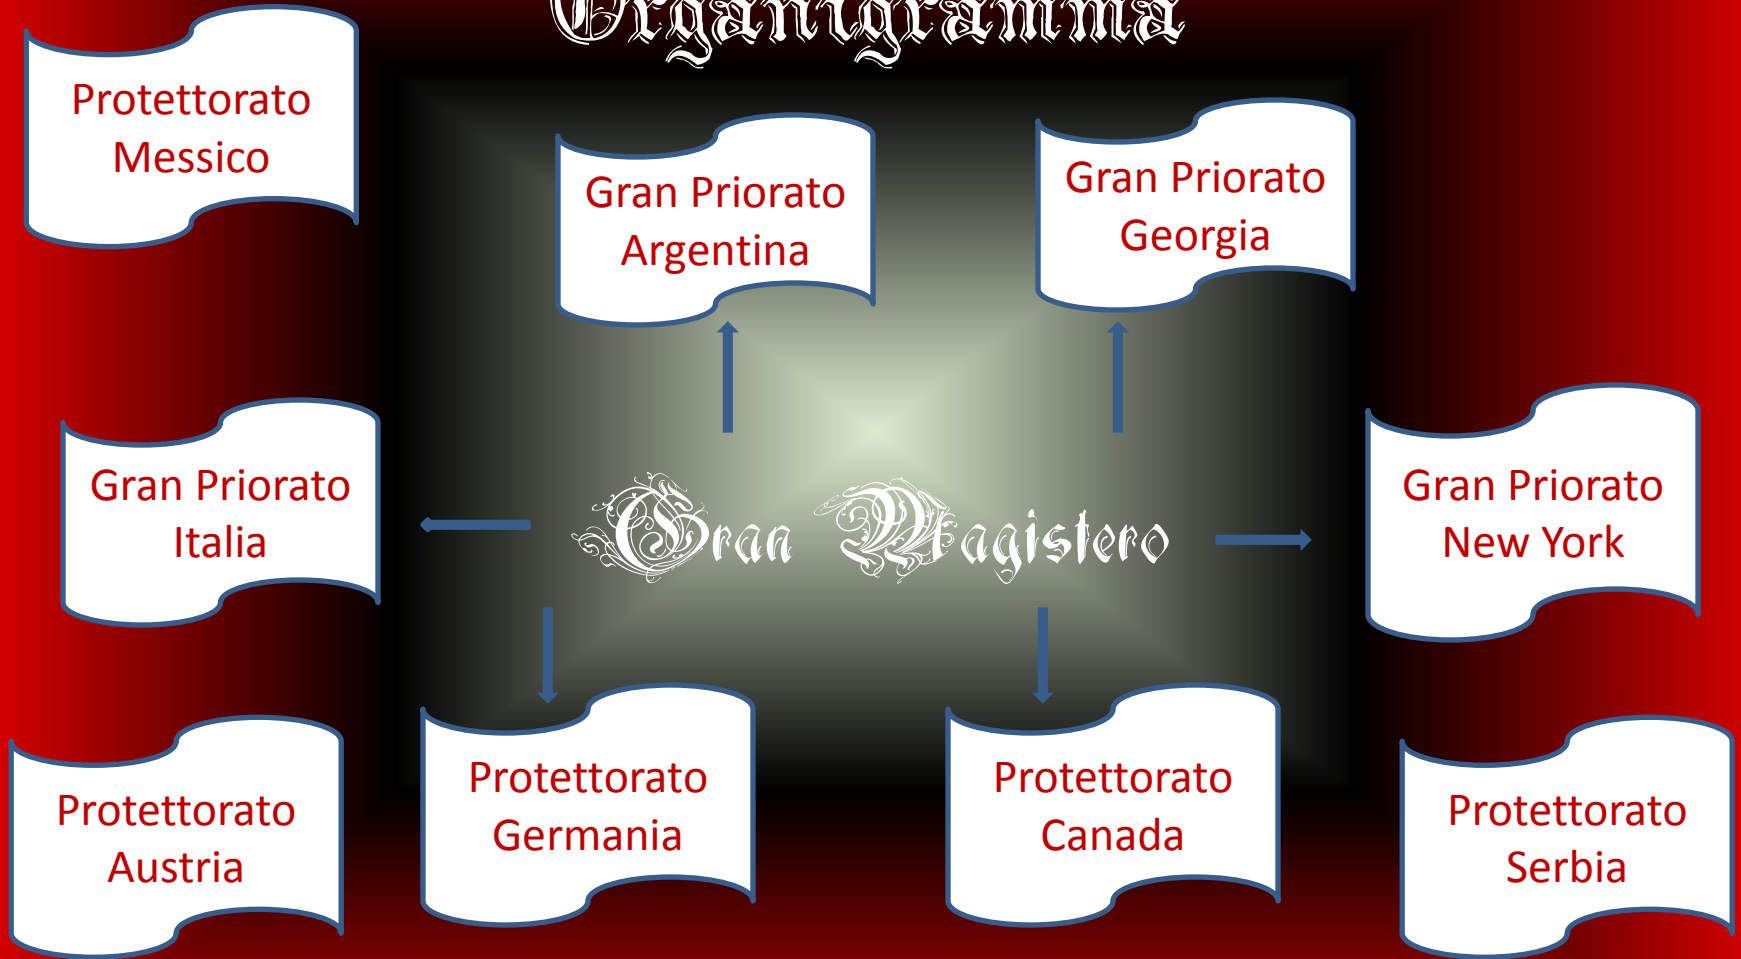 Organigramma
Protettorato
Messico
Gran Priorato
Argentina
Gran Priorato
Georgia
Gran Priorato
Italia
Gran Magistero
Gran Priorato
New York
Protettorato
Austria
Protettorato
Germania
Protettorato
Canada
Protettorato
Serbia